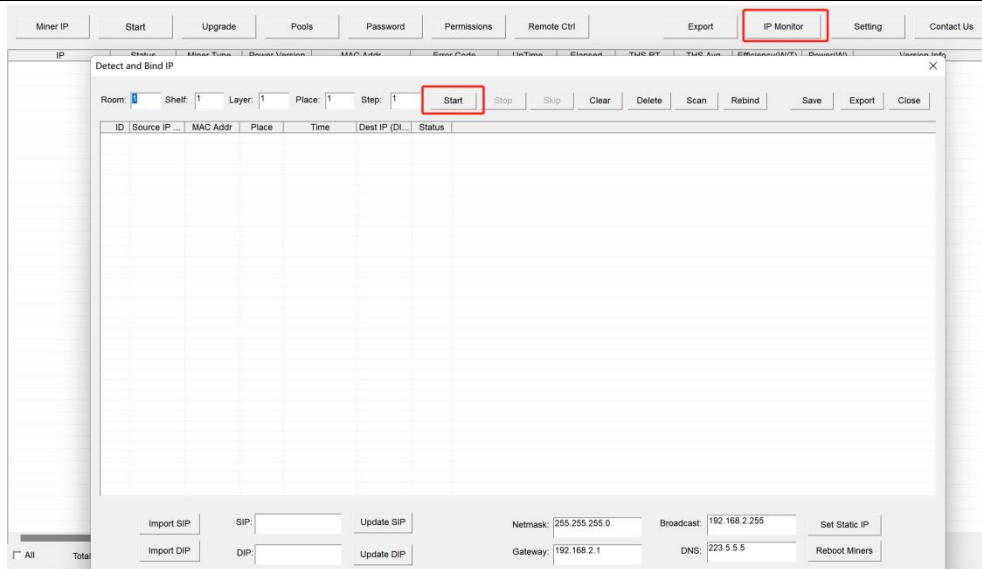 Miner IP Start Upgrade Pools Password Permissions Remote Ctrl Export IP Monitor Setting Contact Us
IP Status Miner Type Power Version MAC Addr Error Code UpTime Elapsed THS RT THS Avg Efficiency(W/T) Power(W) Version Info
Detect and Bind IP
Room: 1 Shelf: 1 Layer: 1 Place: 1 Step: 1 Start Stop Skip Clear Delete Scan Rebind Save Export Close
ID Source IP ... MAC Addr Place Time Dest IP (DI... Status
Import SIP SIP: Update SIP Netmask: 255.255.255.0 Broadcast: 192.168.2.255 Set Static IP
Import DIP DIP: Update DIP Gateway: 192.168.2.1 DNS: 223.5.5.5 Reboot Miners
All Total